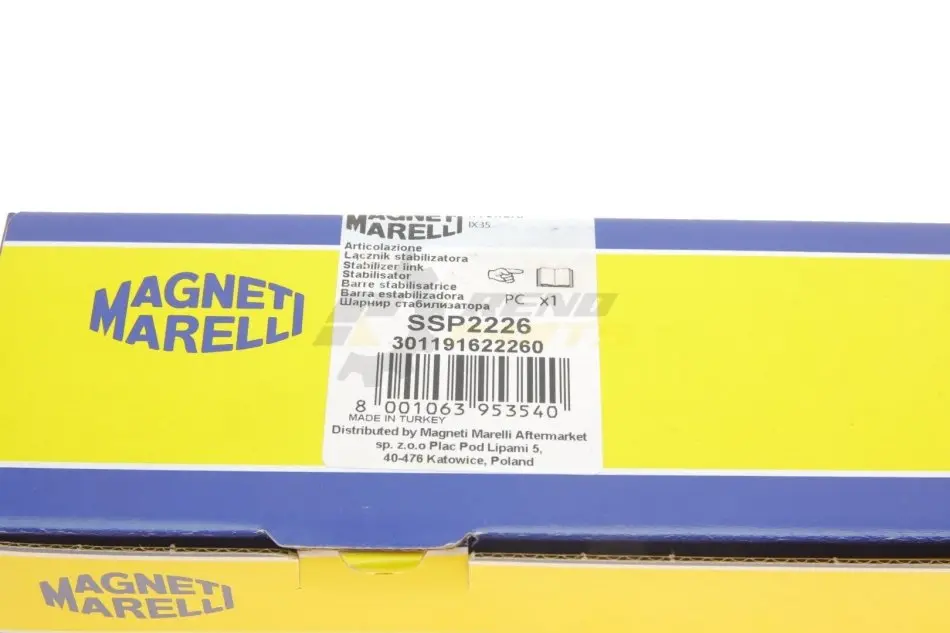 MAGNETI
MARELLI
MAGNETI
MARELLI
IX35
Articolazione
Łącznik stabilizatora
Stabilizer link
Stabilisator
Barre stabilisatrice
Barra estabilizadora
Шарнир стабилизатора
PC x1
SSP2226
301191622260
8 001063 953540
MADE IN TURKEY
Distributed by Magneti Marelli Aftermarket
sp. z.o.o Plac Pod Lipami 5,
40-476 Katowice, Poland
MAGNETI
MARELLI